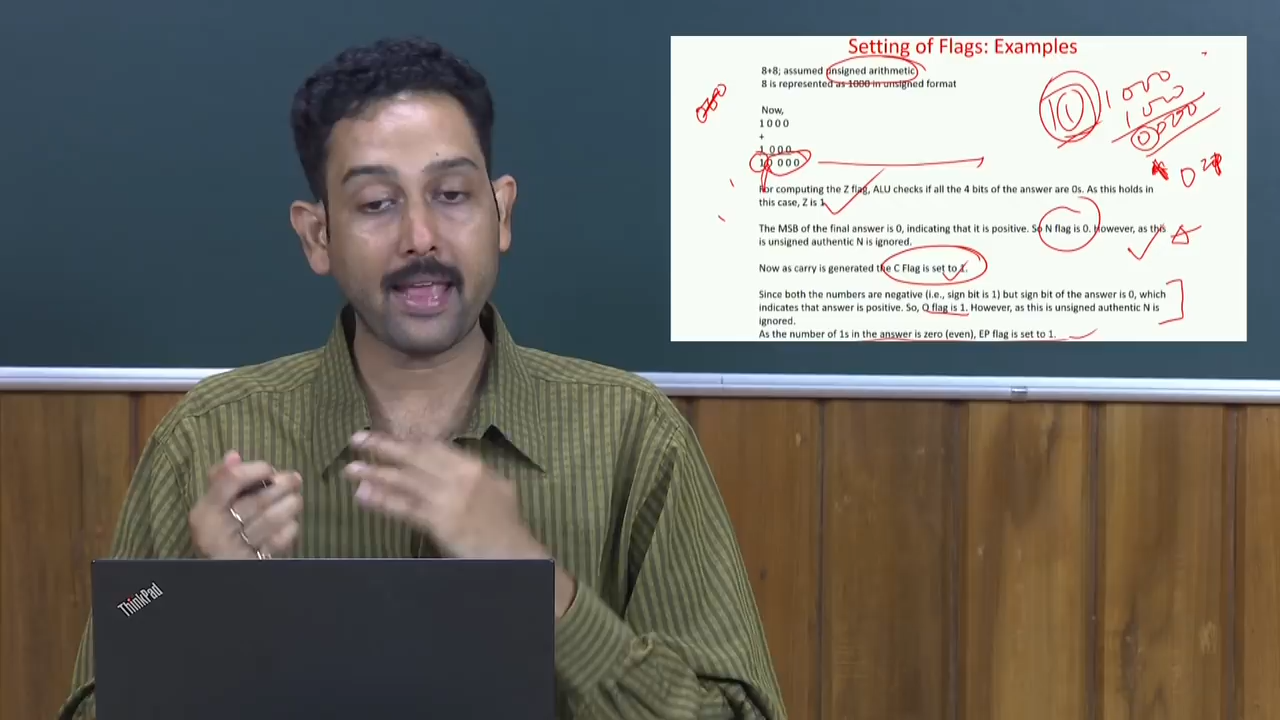 Setting of Flags: Examples
8+8; assumed unsigned arithmetic
8 is represented as 1000 in unsigned format
Now,
1 0 0 0
+
1 0 0 0
1 0 0 0 0
For computing the Z flag, ALU checks if all the 4 bits of the answer are 0s. As this holds in
this case, Z is 1
The MSB of the final answer is 0, indicating that it is positive. So N flag is 0. However, as this
is unsigned authentic N is ignored.
Now as carry is generated the C Flag is set to 1.
Since both the numbers are negative (i.e., sign bit is 1) but sign bit of the answer is 0, which
indicates that answer is positive. So, O flag is 1. However, as this is unsigned authentic N is
ignored.
As the number of 1s in the answer is zero (even), EP flag is set to 1.
1000
ThinkPad